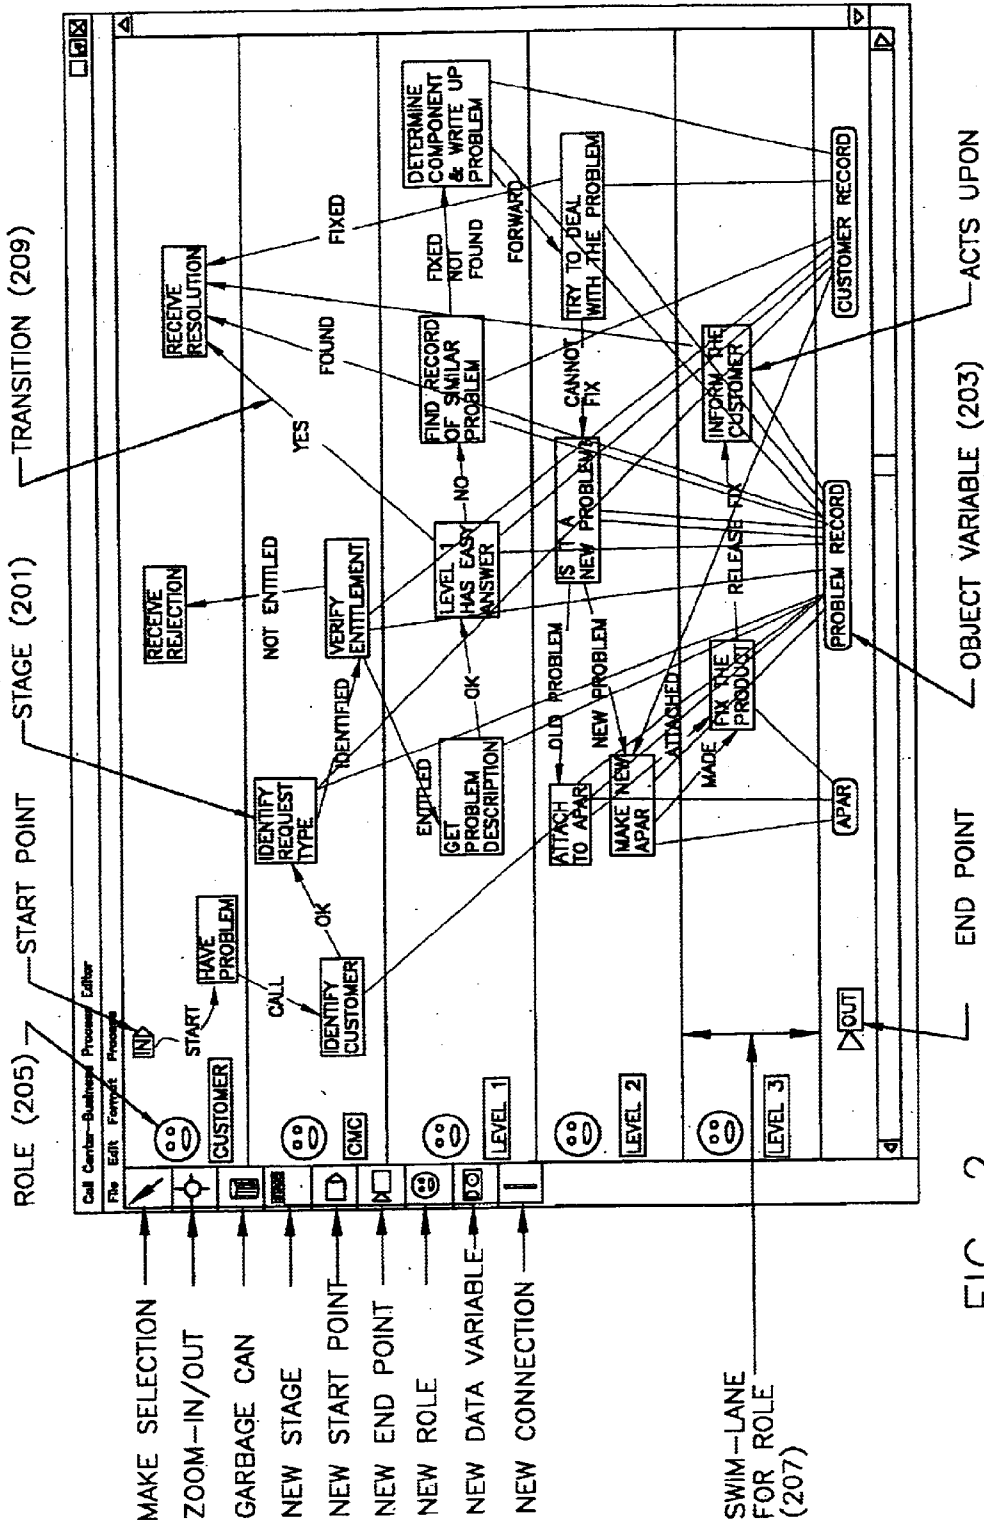 ROLE (205)
START POINT
STAGE (201)
TRANSITION (209)
Call Center-Business Process Editor
File Edit Format Process
MAKE SELECTION
ZOOM-IN/OUT
GARBAGE CAN
NEW STAGE
NEW START POINT
NEW END POINT
NEW ROLE
NEW DATA VARIABLE
NEW CONNECTION
SWIM-LANE
FOR ROLE
(207)
CUSTOMER
IN
START
HAVE
PROBLEM
RECEIVE
REJECTION
RECEIVE
RESOLUTION
CALL
NOT ENTITLED
YES
FOUND
FIXED
CMC
IDENTIFY
CUSTOMER
OK
IDENTIFY
REQUEST
TYPE
IDENTIFIED
VERIFY
ENTITLEMENT
ENTITLED
LEVEL 1
GET
PROBLEM
DESCRIPTION
OK
LEVEL 1
HAS EASY
ANSWER
NO
FIND RECORD
OF SIMILAR
PROBLEM
FIXED
NOT
FOUND
DETERMINE
COMPONENT
& WRITE UP
PROBLEM
FORWARD
LEVEL 2
ATTACH
TO APAR
OLD PROBLEM
NEW PROBLEM
MAKE NEW
APAR
ATTACHED
IS IT A
NEW PROBLEM?
CANNOT
FIX
TRY TO DEAL
WITH THE PROBLEM
LEVEL 3
MADE
FIX THE
PRODUCT
RELEASE FIX
INFORM THE
CUSTOMER
OUT
APAR
PROBLEM RECORD
CUSTOMER RECORD
END POINT
OBJECT VARIABLE (203)
ACTS UPON
FIG. 2